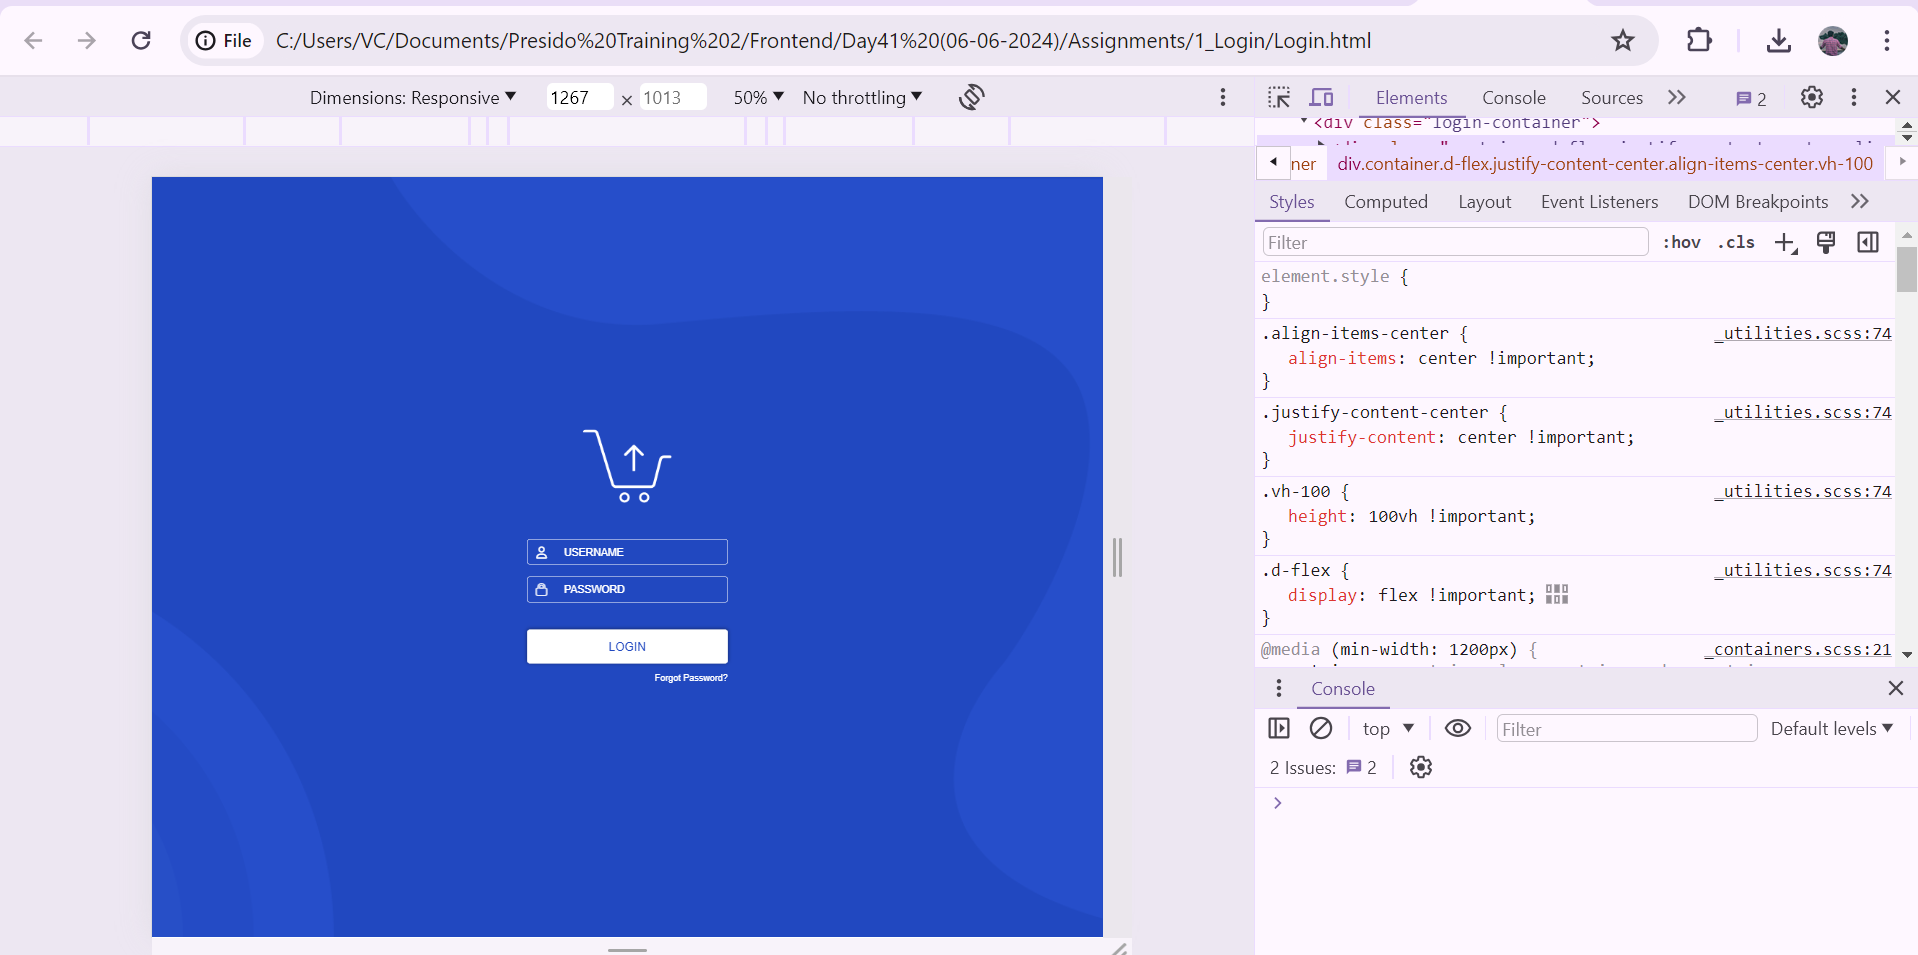 File C:/Users/VC/Documents/Presido%20Training%202/Frontend/Day41%20(06-06-2024)/Assignments/1_Login/Login.html
Dimensions: Responsive 1267 × 1013 50% No throttling
Elements Console Sources 2
<div class="login-container">
ner div.container.d-flex.justify-content-center.align-items-center.vh-100
Styles Computed Layout Event Listeners DOM Breakpoints
Filter :hov .cls
element.style {
}
.align-items-center { _utilities.scss:74
align-items: center !important;
}
.justify-content-center { _utilities.scss:74
justify-content: center !important;
}
.vh-100 { _utilities.scss:74
height: 100vh !important;
}
.d-flex { _utilities.scss:74
display: flex !important;
}
@media (min-width: 1200px) { _containers.scss:21
Console
top Filter Default levels
2 Issues: 2
USERNAME
PASSWORD
LOGIN
Forgot Password?